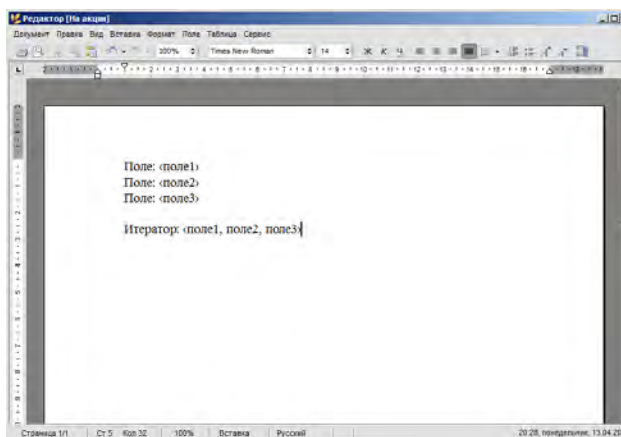 Редактор [На акции]
Документ Правка Вид Вставка Формат Поле Таблица Сервис
100% Times New Roman 14 Ж К Ч
Поле: ‹поле1›
Поле: ‹поле2›
Поле: ‹поле3›
Итератор: ‹поле1, поле2, поле3›
Страница 1/1 Ст 5 Кол 32 100% Вставка Русский 20:28, понедельник, 13.04.20